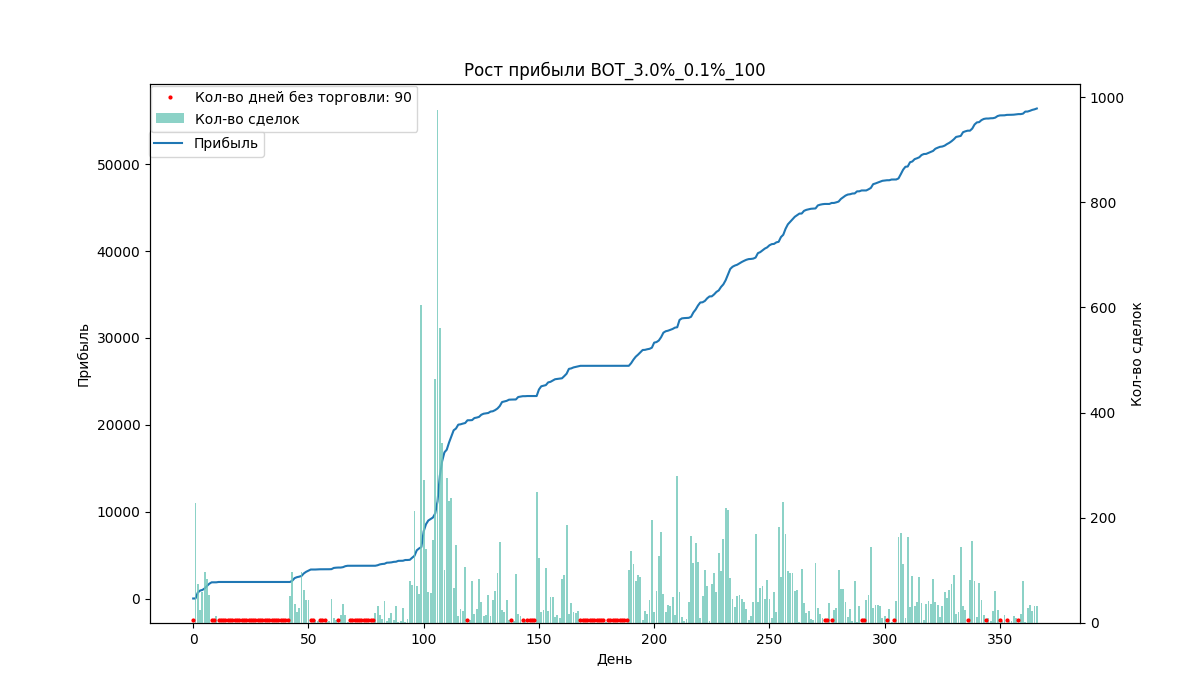 Рост прибыли BOT_3.0%_0.1%_100
Кол-во дней без торговли: 90
Кол-во сделок
Прибыль
50000
40000
30000
20000
10000
0
Прибыль
1000
800
600
400
200
0
Кол-во сделок
0 50 100 150 200 250 300 350
День